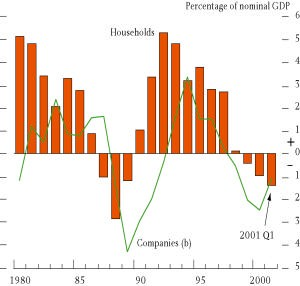 Percentage of nominal GDP
Households
6
5
4
3
2
1
+
0
–
1
2
3
4
5
2001 Q1
Companies (b)
1980 85 90 95 2000